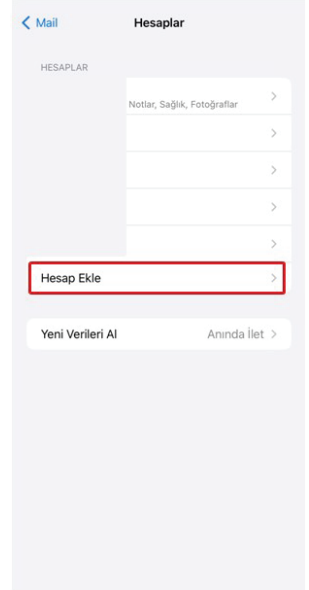 Mail
Hesaplar
HESAPLAR
Notlar, Sağlık, Fotoğraflar
Hesap Ekle
Yeni Verileri Al
Anında İlet